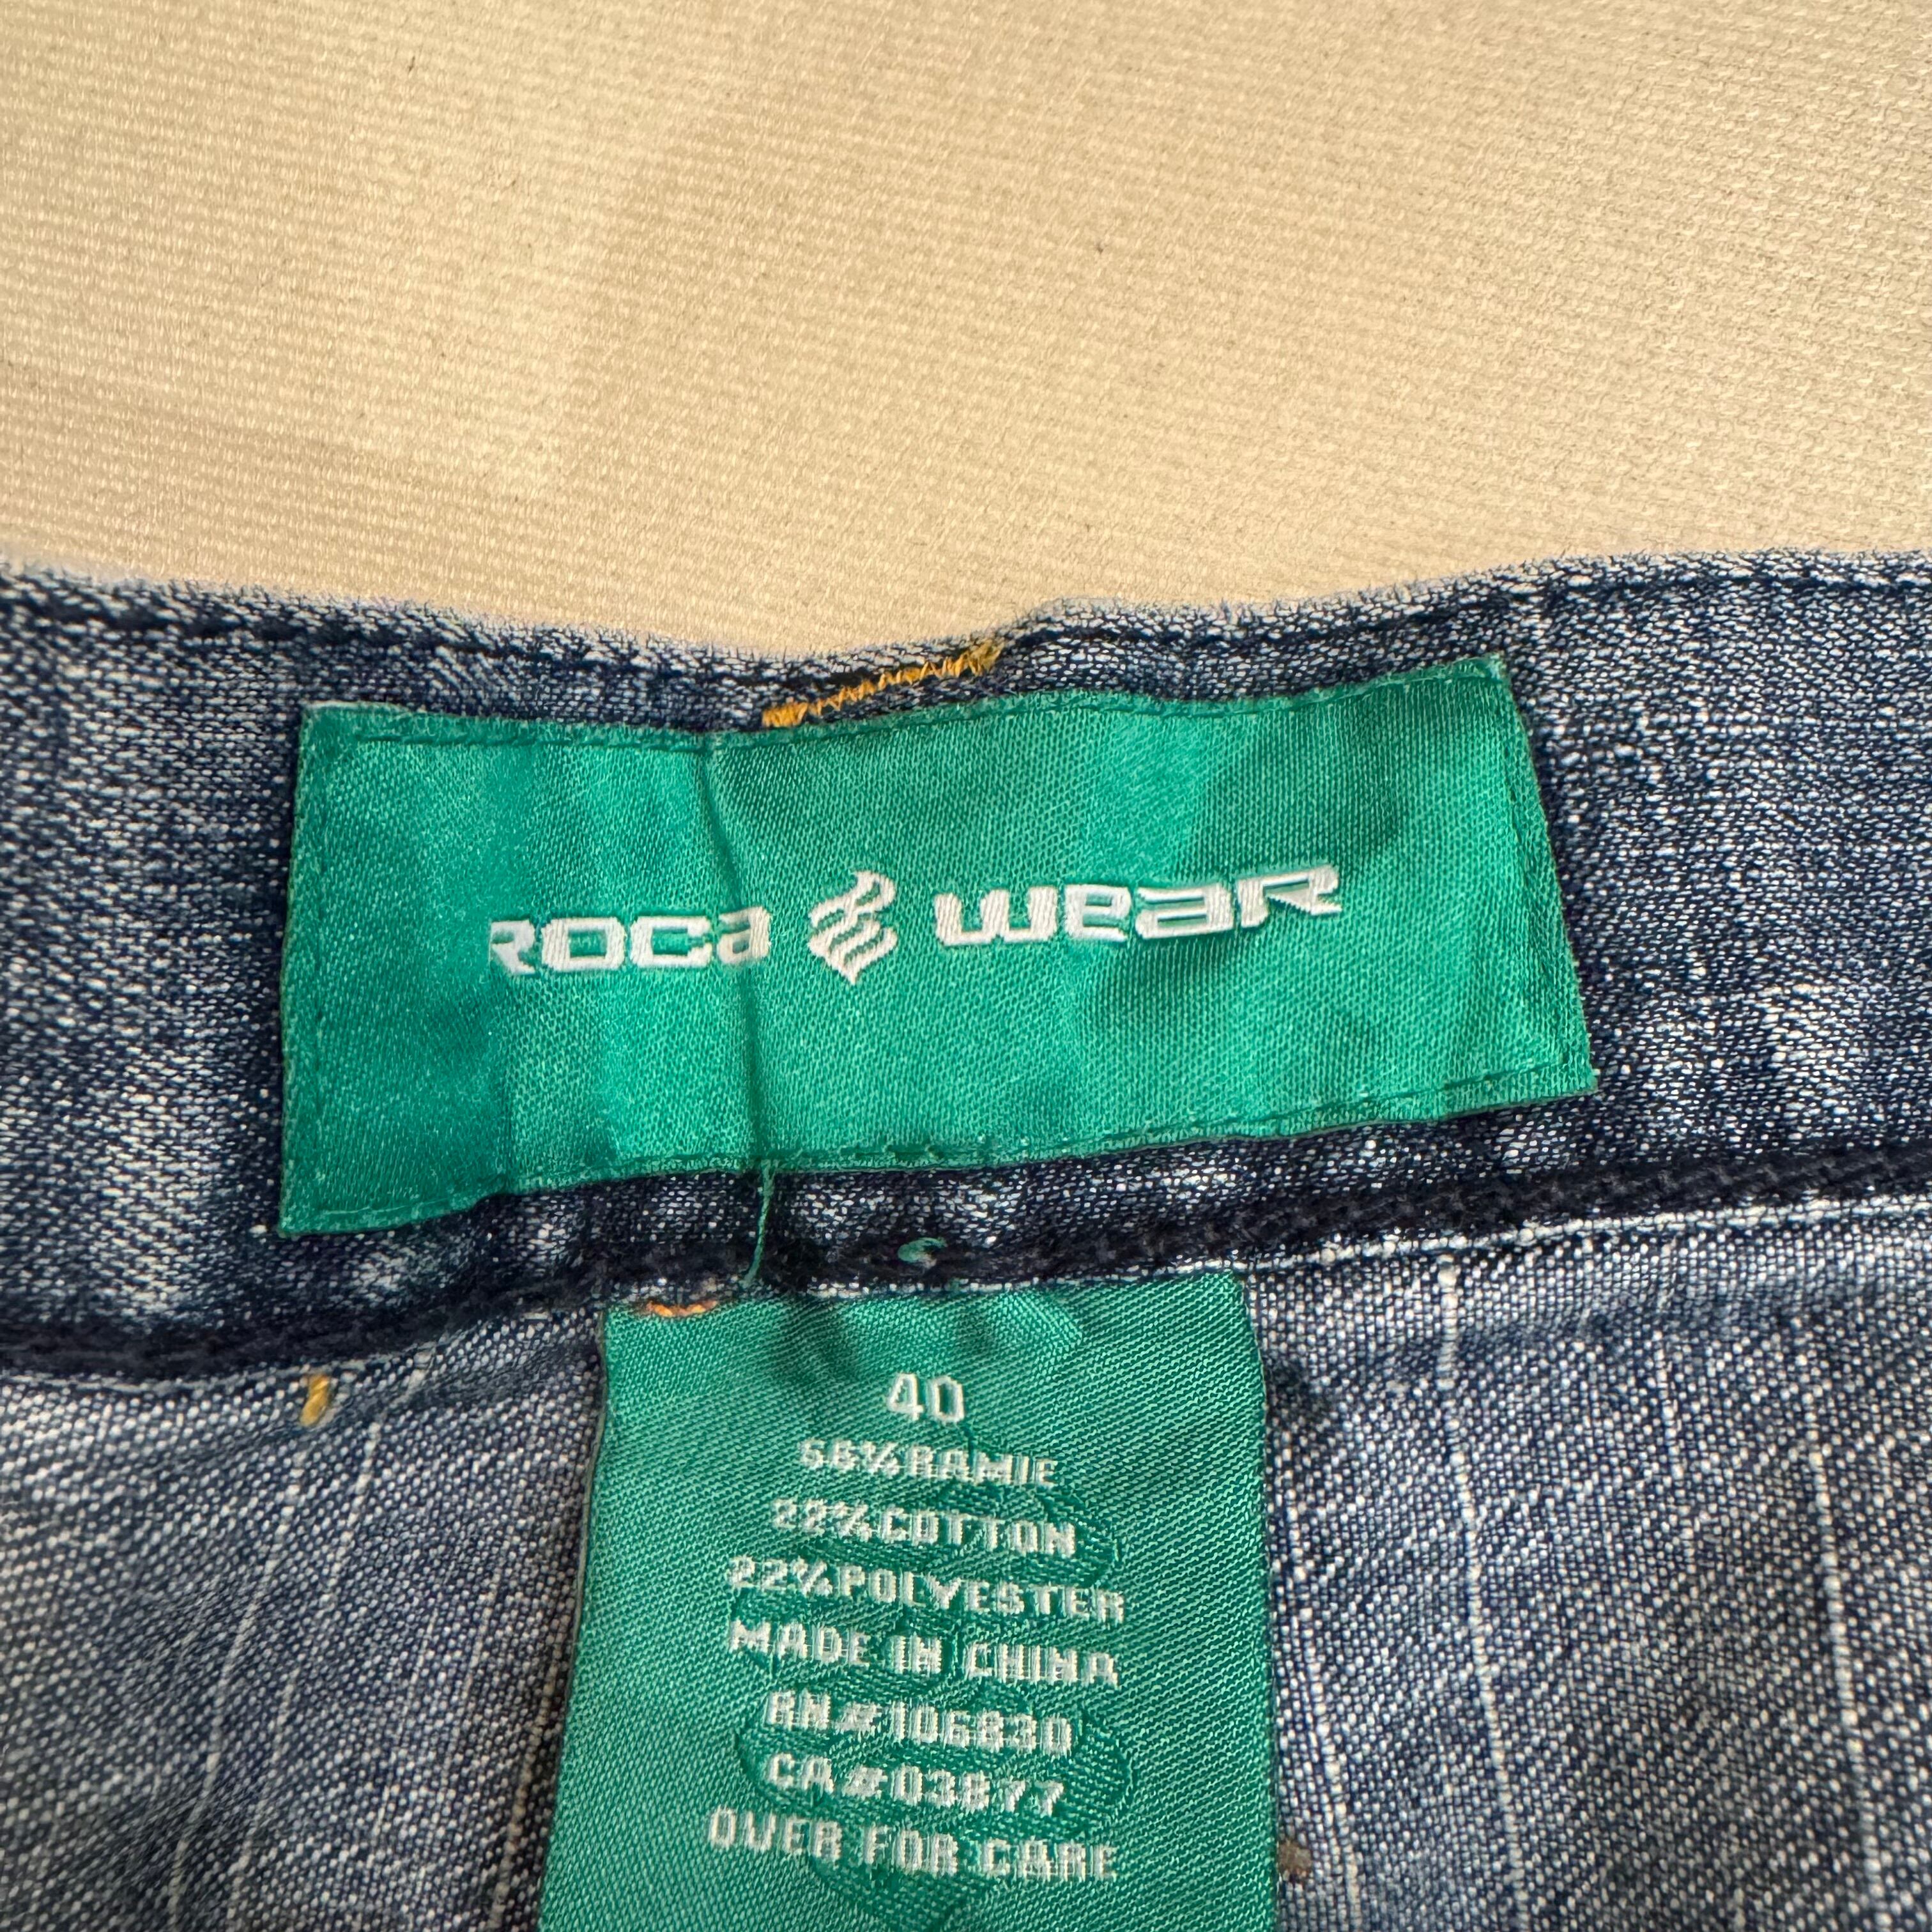 ROCa WeaR
40
56%RAMIE
22%COTTON
22%POLYESTER
MADE IN CHINA
RN#106830
CA#03877
OVER FOR CARE